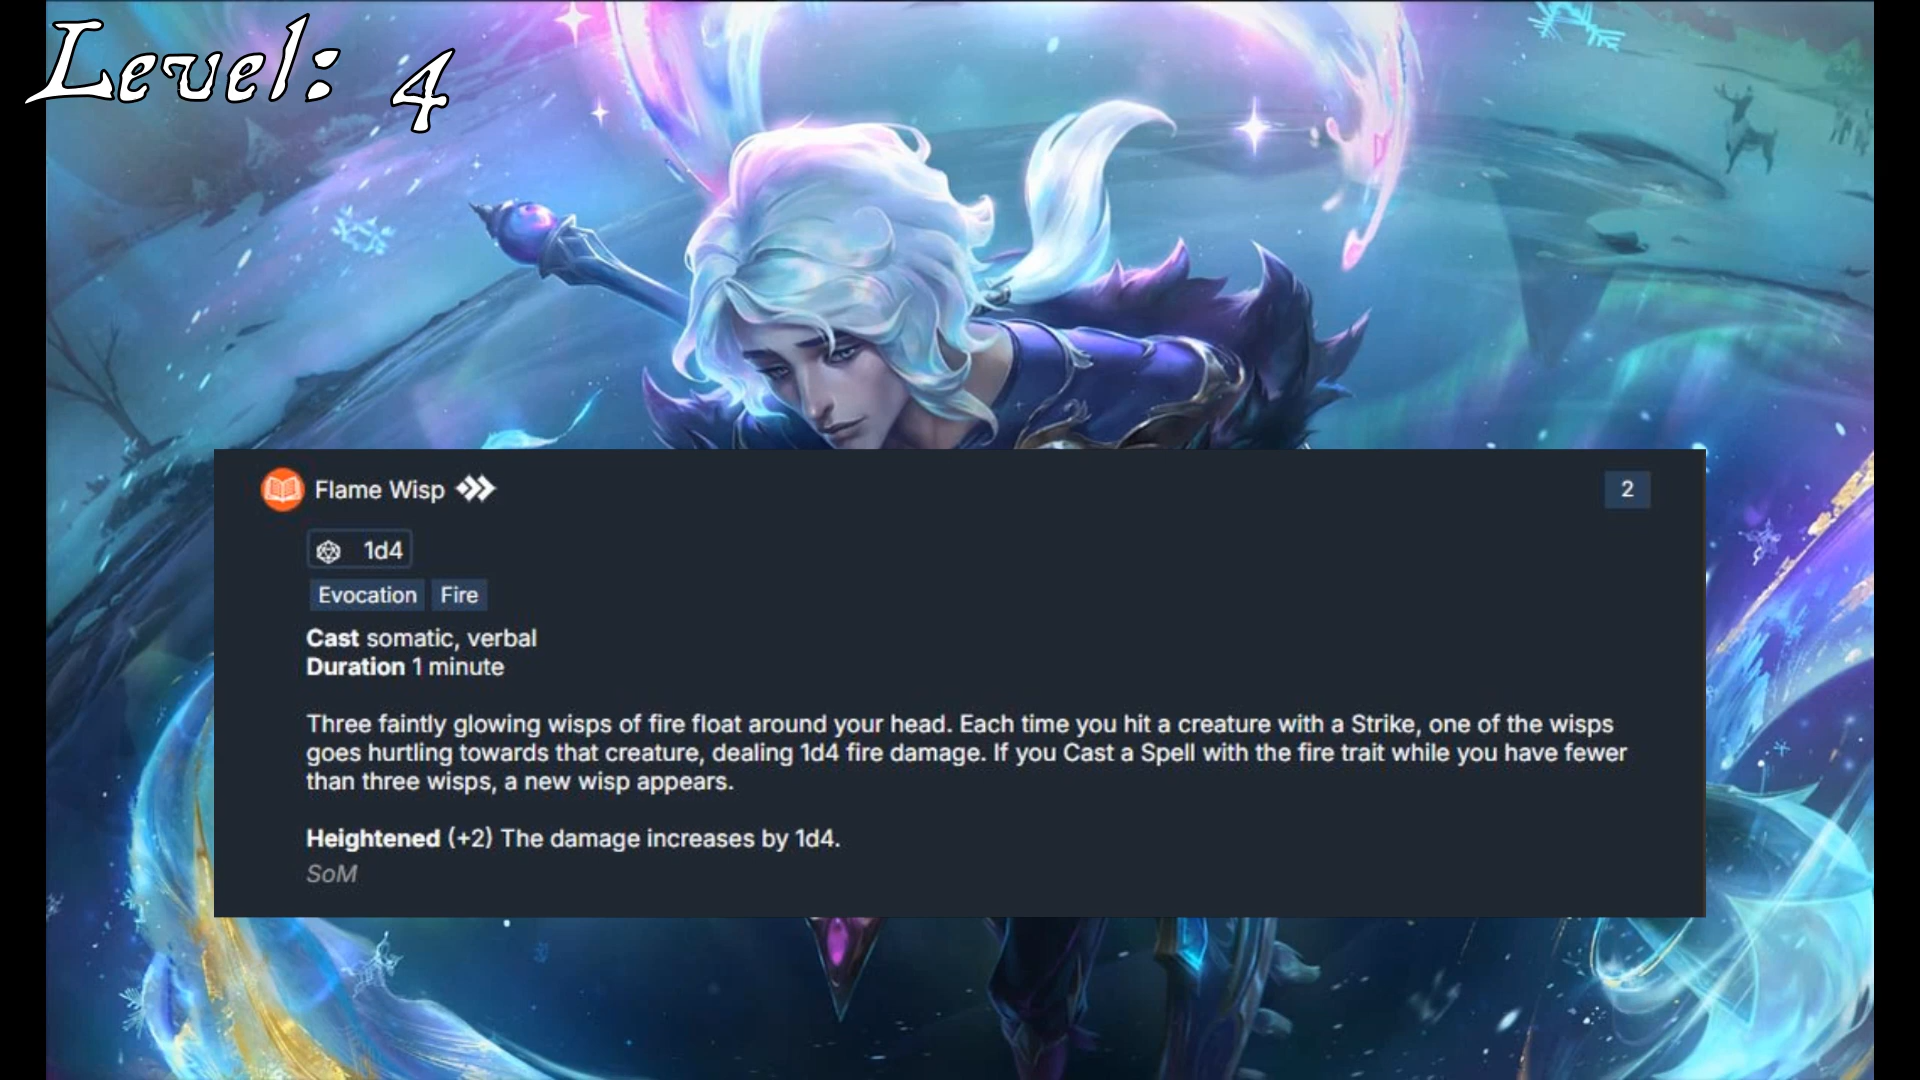 Level: 4
Flame Wisp
2
1d4
Evocation Fire
Cast somatic, verbal
Duration 1 minute
Three faintly glowing wisps of fire float around your head. Each time you hit a creature with a Strike, one of the wisps
goes hurtling towards that creature, dealing 1d4 fire damage. If you Cast a Spell with the fire trait while you have fewer
than three wisps, a new wisp appears.
Heightened (+2) The damage increases by 1d4.
SoM